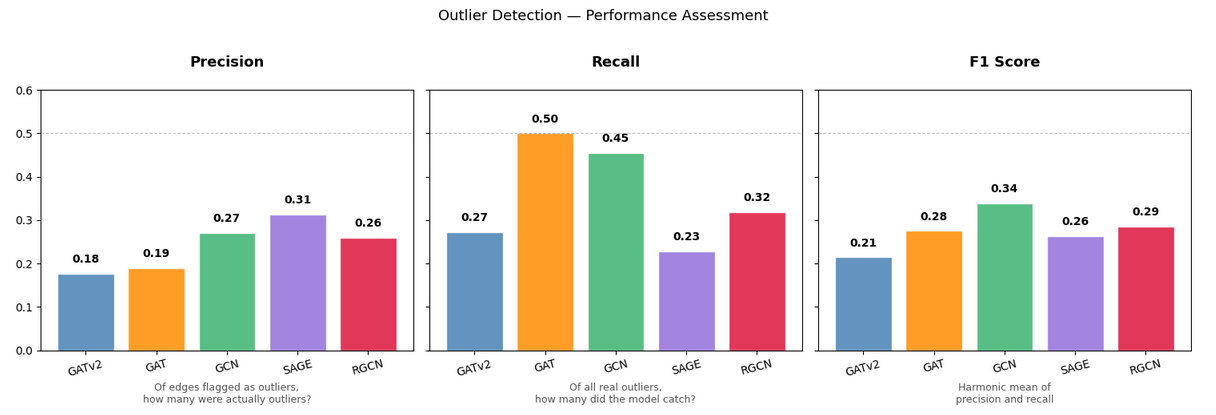 Outlier Detection — Performance Assessment
Precision
0.6
0.5
0.4
0.3
0.2
0.1
0.0
0.18
0.19
0.27
0.31
0.26
GATv2
GAT
GCN
SAGE
RGCN
Of edges flagged as outliers,
how many were actually outliers?
Recall
0.27
0.50
0.45
0.23
0.32
GATv2
GAT
GCN
SAGE
RGCN
Of all real outliers,
how many did the model catch?
F1 Score
0.21
0.28
0.34
0.26
0.29
GATv2
GAT
GCN
SAGE
RGCN
Harmonic mean of
precision and recall